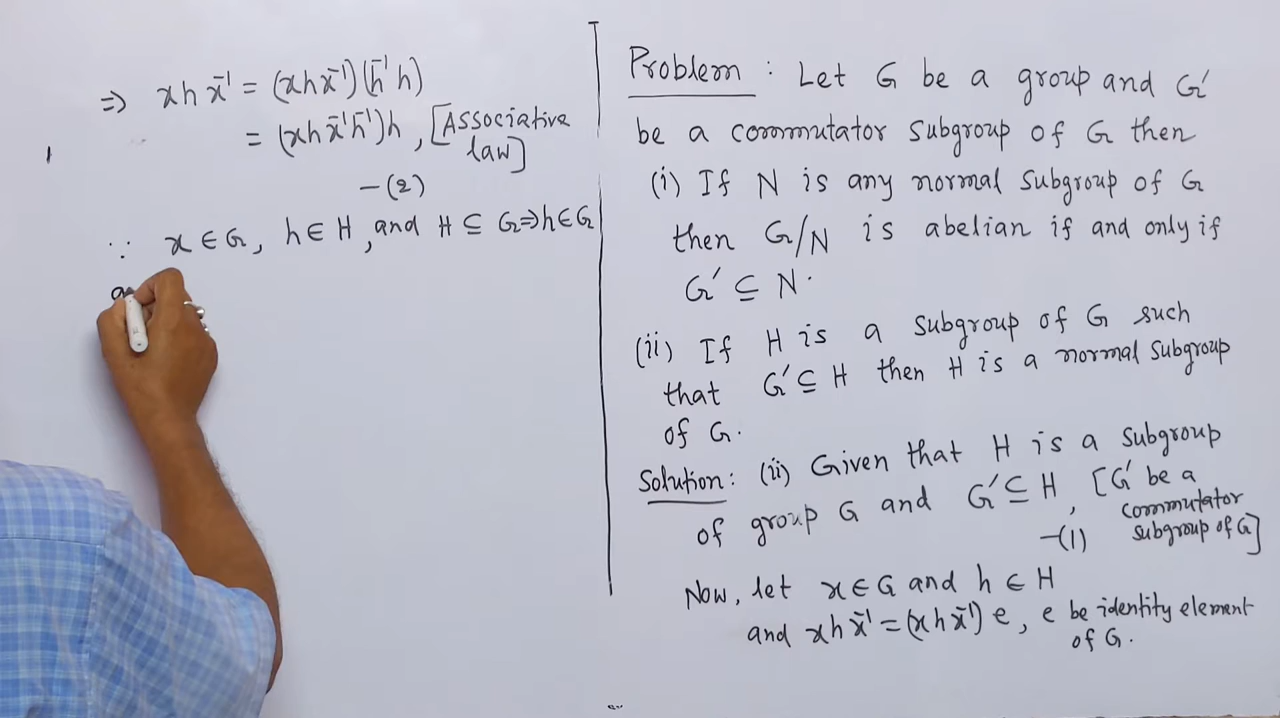 ⇒ xhx⁻¹ = (xhx⁻¹)(h⁻¹h)
= (xhx⁻¹h⁻¹)h , [Associative
law]
—(2)
∵ x ∈ G, h ∈ H, and H ⊆ G ⇒ h ∈ G
Problem : Let G be a group and G'
be a commutator subgroup of G then
(i) If N is any normal subgroup of G
then G/N is abelian if and only if
G' ⊆ N.
(ii) If H is a subgroup of G such
that G' ⊆ H then H is a normal subgroup
of G.
Solution : (ii) Given that H is a subgroup
of group G and G' ⊆ H , [G' be a
commutator
—(1) subgroup of G]
Now, let x ∈ G and h ∈ H
and xhx⁻¹ = (xhx⁻¹) e, e be identity element
of G.